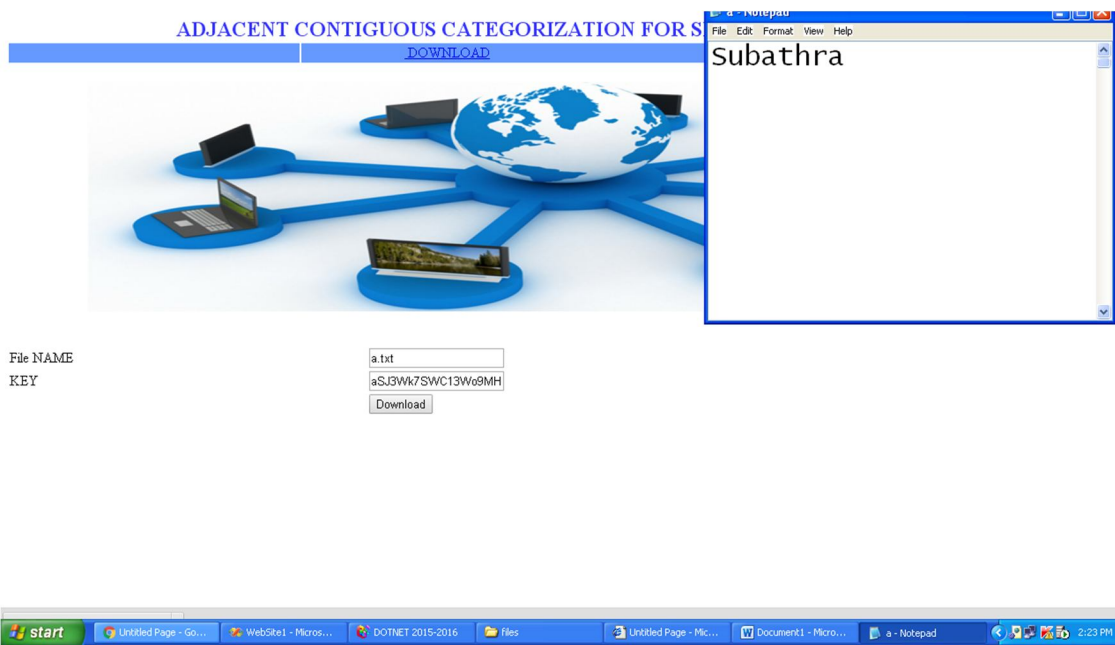 ADJACENT CONTIGUOUS CATEGORIZATION FOR S
DOWNLOAD
a - Notepad
File Edit Format View Help
Subathra
File NAME
a.txt
KEY
aSJ3Wk7SWC13Wo9MH
Download
start
Untitled Page - Go...
WebSite1 - Micros...
DOTNET 2015-2016
files
Untitled Page - Mic...
Document1 - Micro...
a - Notepad
2:23 PM